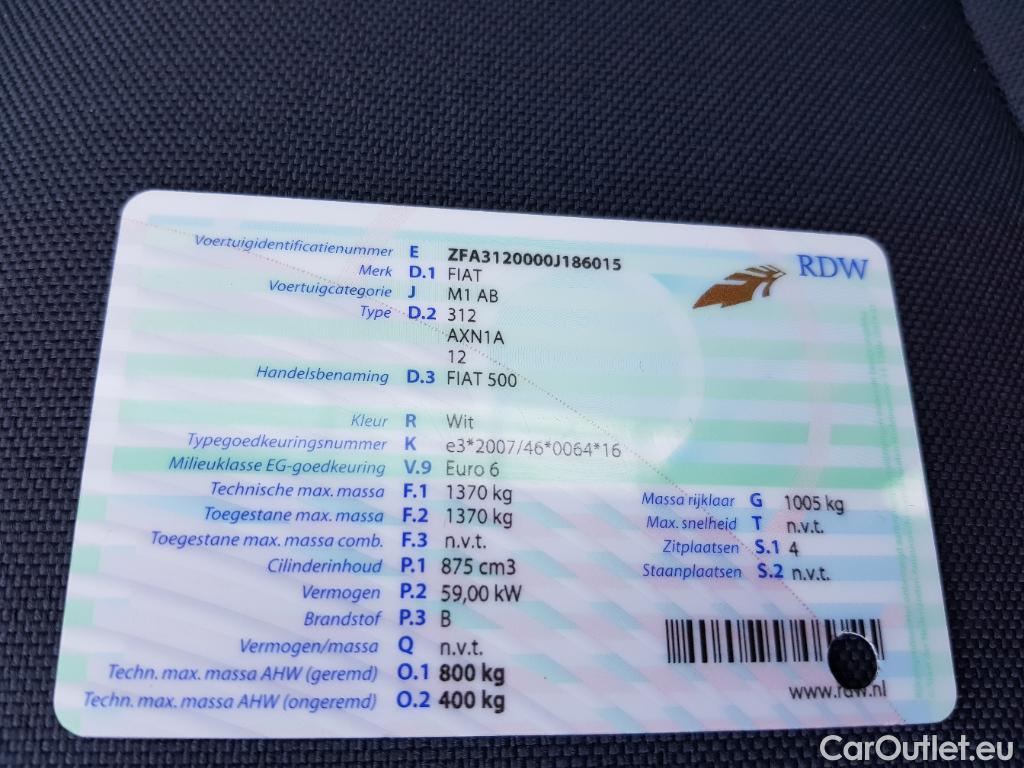 Voertuigidentificatienummer E ZFA3120000J186015
RDW
Merk D.1 FIAT
Voertuigcategorie J M1 AB
Type D.2 312
AXN1A
12
Handelsbenaming D.3 FIAT 500
Kleur R Wit
Typegoedkeuringsnummer K e3*2007/46*0064*16
Milieuklasse EG-goedkeuring V.9 Euro 6
Technische max. massa F.1 1370 kg
Massa rijklaar G 1005 kg
Toegestane max. massa F.2 1370 kg
Max. snelheid T n.v.t.
Toegestane max. massa comb. F.3 n.v.t.
Zitplaatsen S.1 4
Cilinderinhoud P.1 875 cm3
Staanplaatsen S.2 n.v.t.
Vermogen P.2 59,00 kW
Brandstof P.3 B
Vermogen/massa Q n.v.t.
Techn. max. massa AHW (geremd) O.1 800 kg
Techn. max. massa AHW (ongeremd) O.2 400 kg
www.rdw.nl
CarOutlet.eu